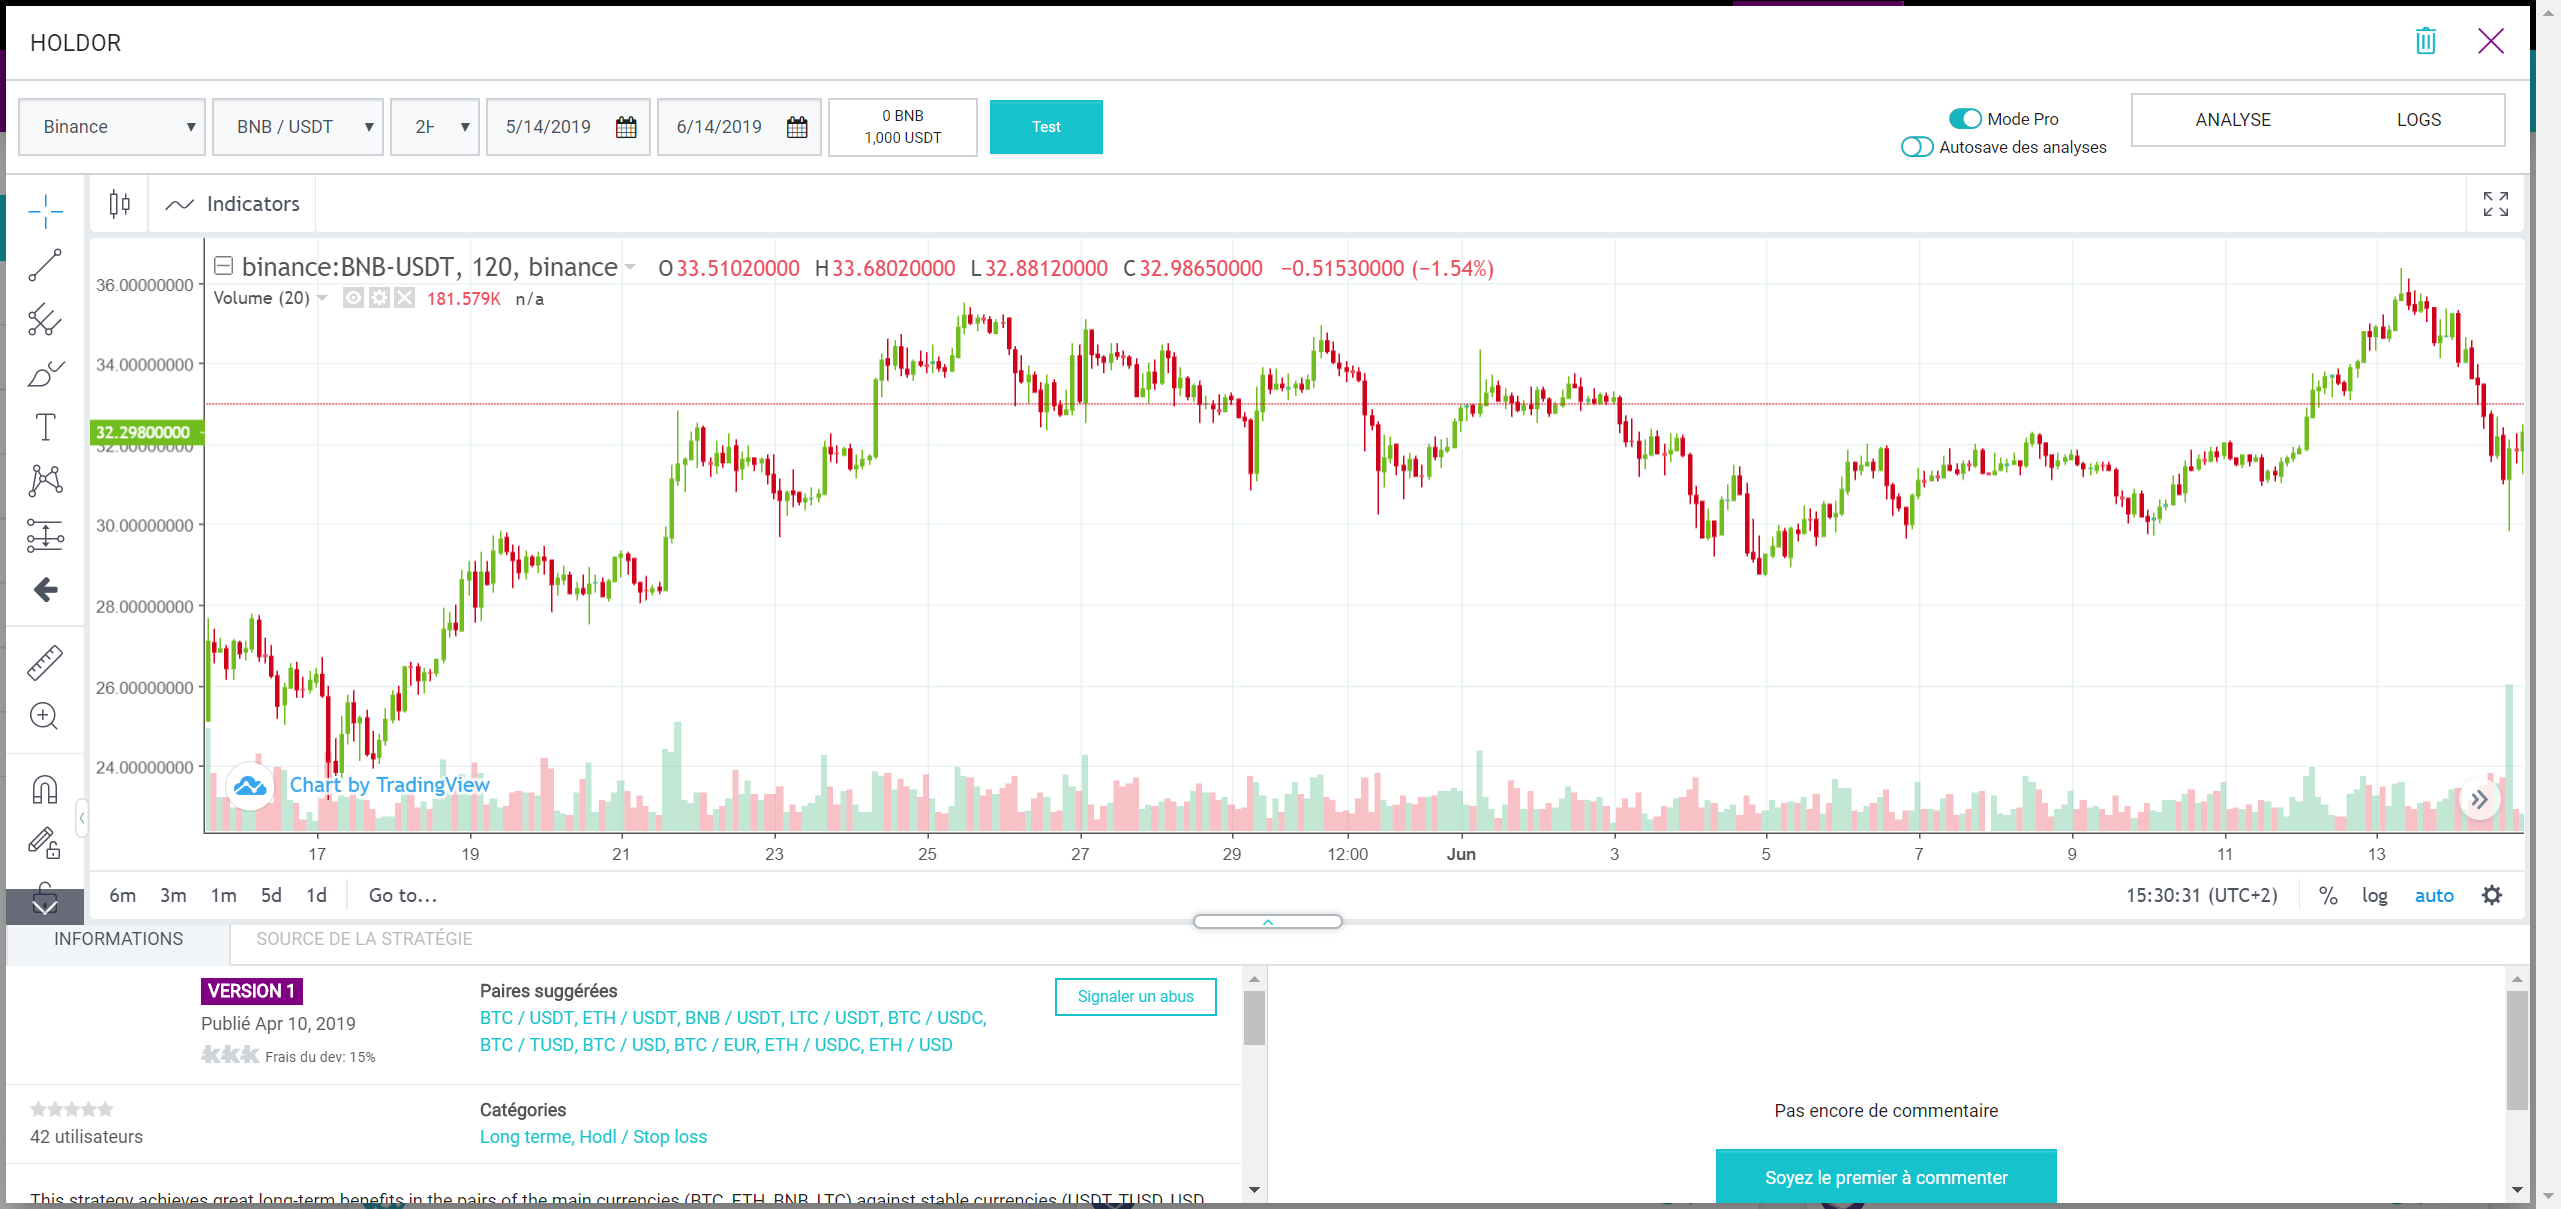 HOLDOR
Binance
BNB / USDT
2H
5/14/2019
6/14/2019
0 BNB
1,000 USDT
Test
Mode Pro
Autosave des analyses
ANALYSE
LOGS
Indicators
binance:BNB-USDT, 120, binance O33.51020000 H33.68020000 L32.88120000 C32.98650000 −0.51530000 (−1.54%)
Volume (20) 181.579K n/a
36.00000000
34.00000000
32.29800000
32.00000000
30.00000000
28.00000000
26.00000000
24.00000000
Chart by TradingView
17 19 21 23 25 27 29 12:00 Jun 3 5 7 9 11 13
6m 3m 1m 5d 1d Go to...
15:30:31 (UTC+2) % log auto
INFORMATIONS
SOURCE DE LA STRATÉGIE
VERSION 1
Publié Apr 10, 2019
Frais du dev: 15%
Paires suggérées
BTC / USDT, ETH / USDT, BNB / USDT, LTC / USDT, BTC / USDC,
BTC / TUSD, BTC / USD, BTC / EUR, ETH / USDC, ETH / USD
Signaler un abus
42 utilisateurs
Catégories
Long terme, Hodl / Stop loss
This strategy achieves great long-term benefits in the pairs of the main currencies (BTC, ETH, BNB, LTC) against stable currencies (USDT, TUSD, USD,
Pas encore de commentaire
Soyez le premier à commenter